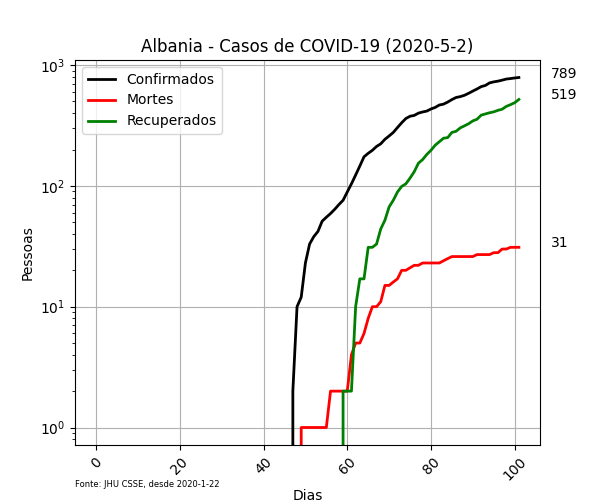 Albania - Casos de COVID-19 (2020-5-2)
Confirmados
Mortes
Recuperados
789
519
31
10³
10²
10¹
10⁰
Pessoas
0 20 40 60 80 100
Fonte: JHU CSSE, desde 2020-1-22
Dias